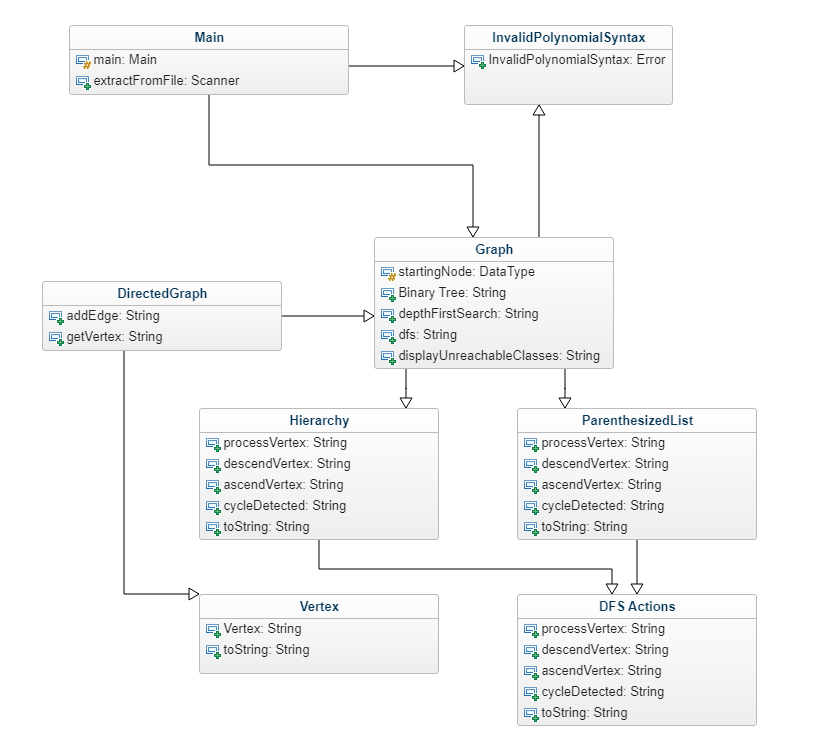 Main
main: Main
extractFromFile: Scanner
InvalidPolynomialSyntax
InvalidPolynomialSyntax: Error
Graph
startingNode: DataType
Binary Tree: String
depthFirstSearch: String
dfs: String
displayUnreachableClasses: String
DirectedGraph
addEdge: String
getVertex: String
Hierarchy
processVertex: String
descendVertex: String
ascendVertex: String
cycleDetected: String
toString: String
ParenthesizedList
processVertex: String
descendVertex: String
ascendVertex: String
cycleDetected: String
toString: String
Vertex
Vertex: String
toString: String
DFS Actions
processVertex: String
descendVertex: String
ascendVertex: String
cycleDetected: String
toString: String